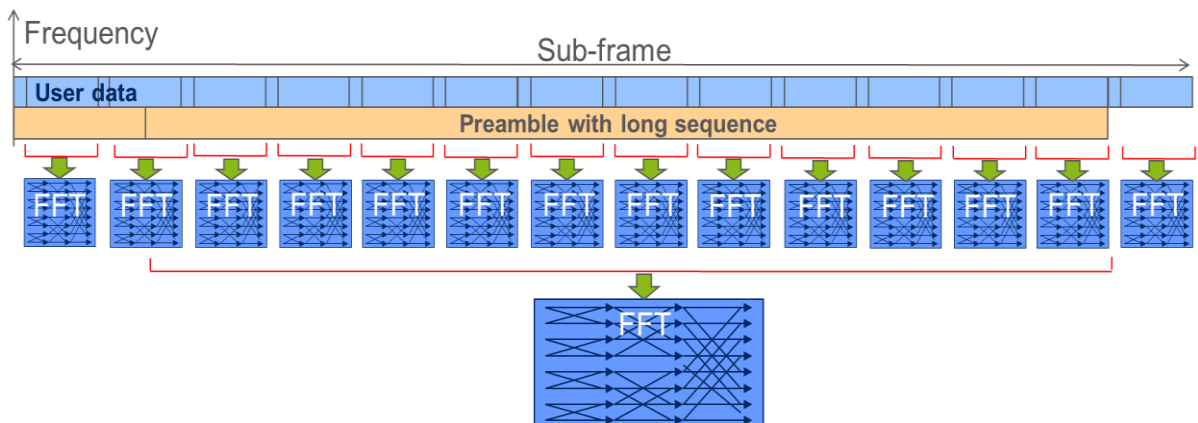 Frequency
Sub-frame
User data
Preamble with long sequence
FFT FFT FFT FFT FFT FFT FFT FFT FFT FFT FFT FFT FFT FFT
FFT